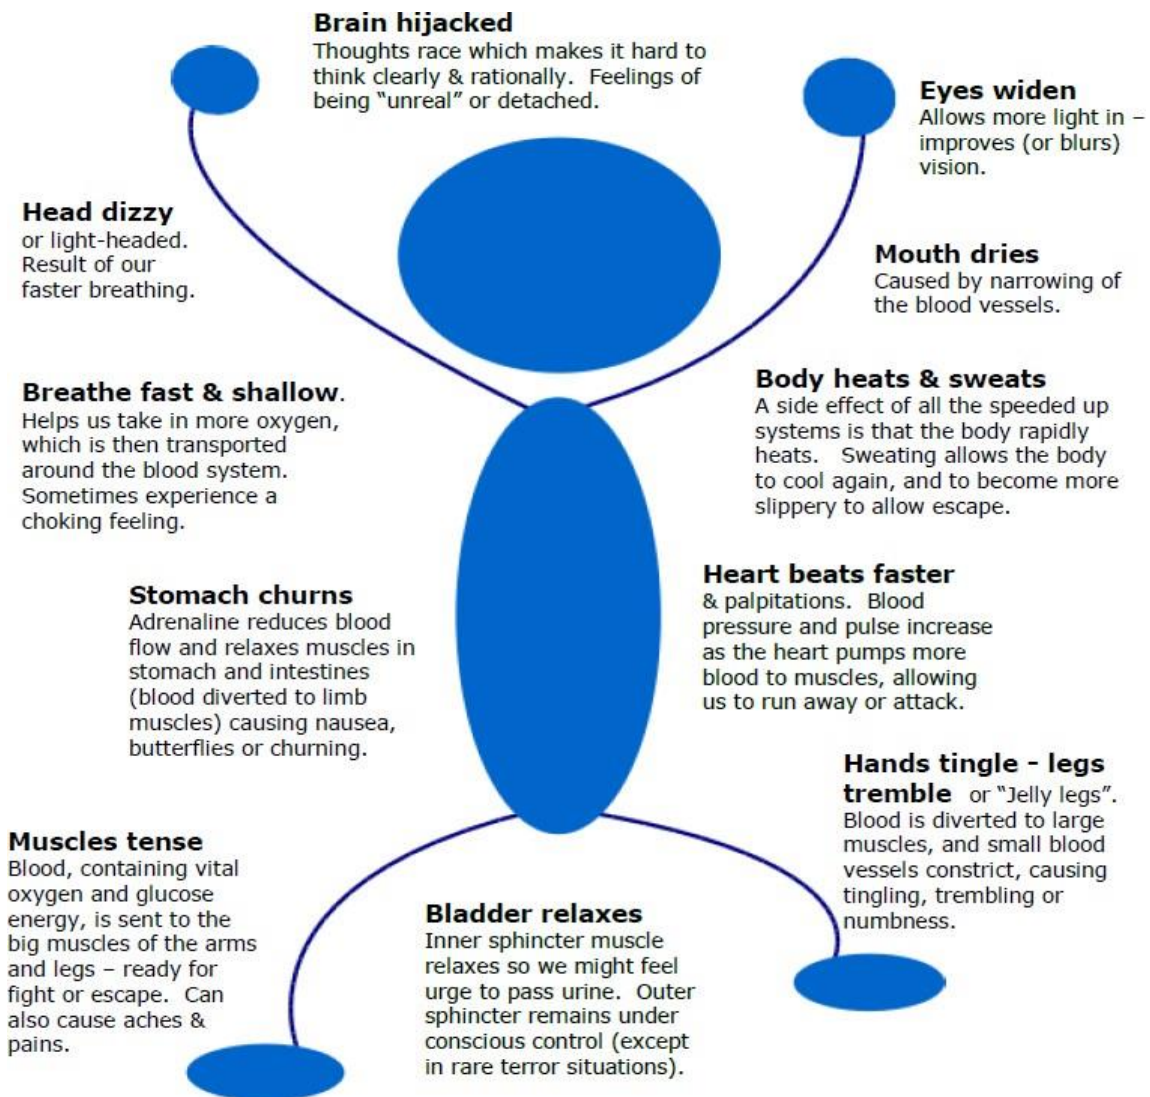 Brain hijacked
Thoughts race which makes it hard to
think clearly & rationally. Feelings of
being "unreal" or detached.
Eyes widen
Allows more light in –
improves (or blurs)
vision.
Head dizzy
or light-headed.
Result of our
faster breathing.
Mouth dries
Caused by narrowing of
the blood vessels.
Breathe fast & shallow.
Helps us take in more oxygen,
which is then transported
around the blood system.
Sometimes experience a
choking feeling.
Body heats & sweats
A side effect of all the speeded up
systems is that the body rapidly
heats. Sweating allows the body
to cool again, and to become more
slippery to allow escape.
Stomach churns
Adrenaline reduces blood
flow and relaxes muscles in
stomach and intestines
(blood diverted to limb
muscles) causing nausea,
butterflies or churning.
Heart beats faster
& palpitations. Blood
pressure and pulse increase
as the heart pumps more
blood to muscles, allowing
us to run away or attack.
Hands tingle - legs
tremble or "Jelly legs".
Blood is diverted to large
muscles, and small blood
vessels constrict, causing
tingling, trembling or
numbness.
Muscles tense
Blood, containing vital
oxygen and glucose
energy, is sent to the
big muscles of the arms
and legs – ready for
fight or escape. Can
also cause aches &
pains.
Bladder relaxes
Inner sphincter muscle
relaxes so we might feel
urge to pass urine. Outer
sphincter remains under
conscious control (except
in rare terror situations).